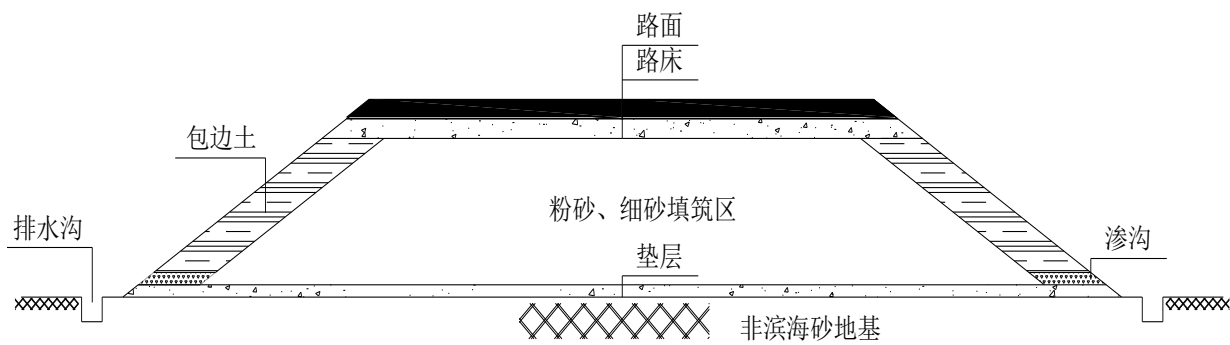 路面
路床
包边土
粉砂、细砂填筑区
排水沟
垫层
渗沟
非滨海砂地基